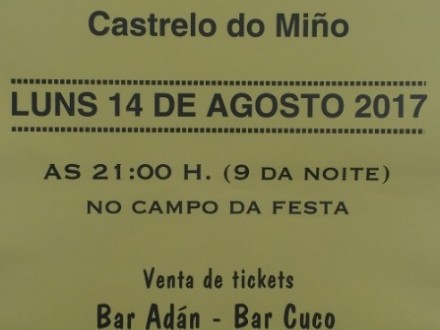 Castrelo do Miño
LUNS 14 DE AGOSTO 2017
AS 21:00 H. (9 DA NOITE)
NO CAMPO DA FESTA
Venta de tickets
Bar Adán - Bar Cuco